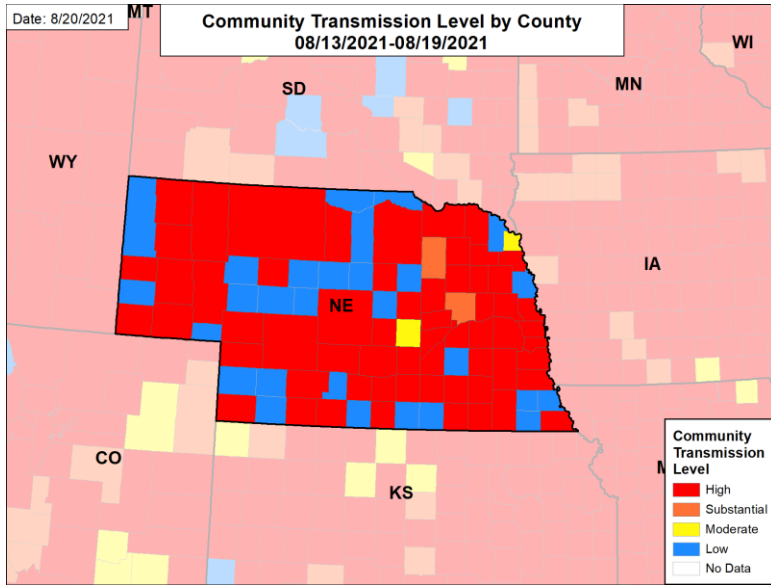 Date: 8/20/2021
Community Transmission Level by County
08/13/2021-08/19/2021
MT
WI
SD
MN
WY
IA
NE
CO
KS
M
Community
Transmission
Level
High
Substantial
Moderate
Low
No Data